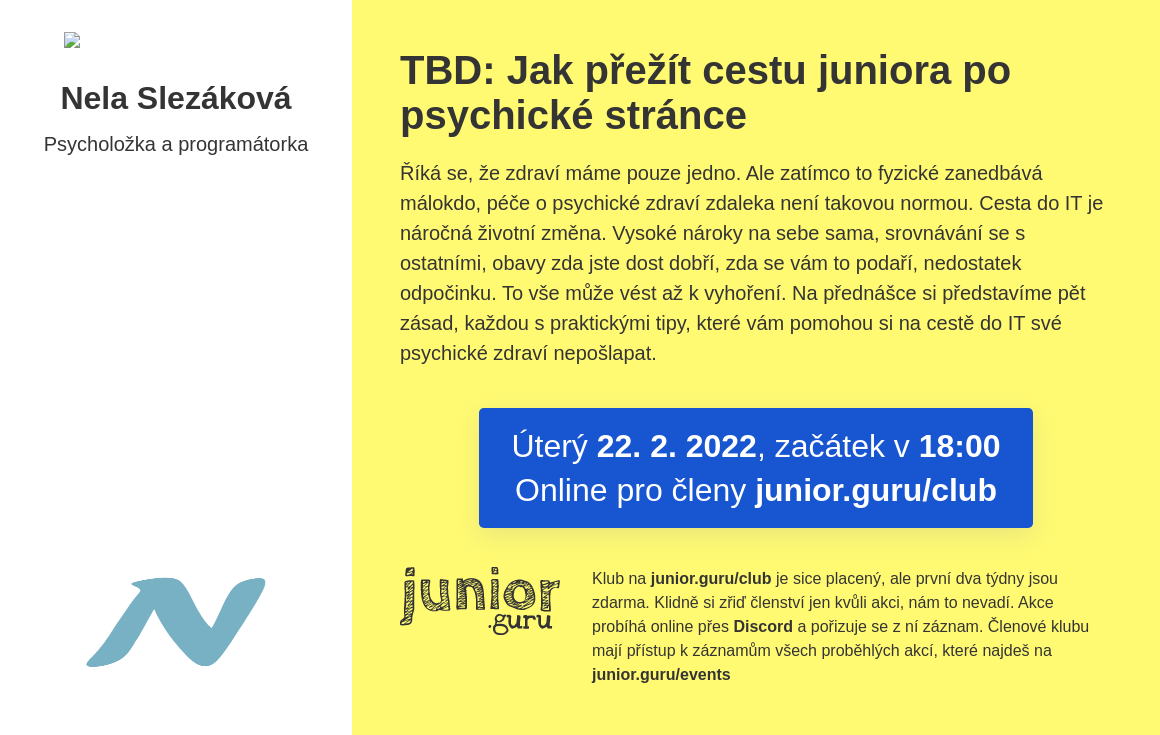 Nela Slezáková
Psycholožka a programátorka
TBD: Jak přežít cestu juniora po
psychické stránce
Říká se, že zdraví máme pouze jedno. Ale zatímco to fyzické zanedbává
málokdo, péče o psychické zdraví zdaleka není takovou normou. Cesta do IT je
náročná životní změna. Vysoké nároky na sebe sama, srovnávání se s
ostatními, obavy zda jste dost dobří, zda se vám to podaří, nedostatek
odpočinku. To vše může vést až k vyhoření. Na přednášce si představíme pět
zásad, každou s praktickými tipy, které vám pomohou si na cestě do IT své
psychické zdraví nepošlapat.
Úterý 22. 2. 2022, začátek v 18:00
Online pro členy junior.guru/club
junior
.guru
Klub na junior.guru/club je sice placený, ale první dva týdny jsou
zdarma. Klidně si zřiď členství jen kvůli akci, nám to nevadí. Akce
probíhá online přes Discord a pořizuje se z ní záznam. Členové klubu
mají přístup k záznamům všech proběhlých akcí, které najdeš na
junior.guru/events